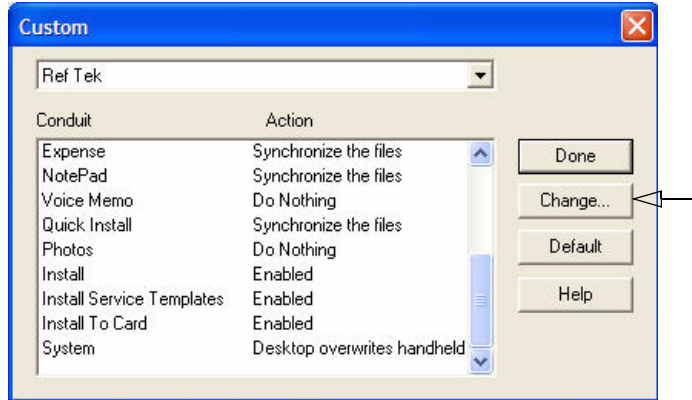 Custom
Ref Tek
Conduit Action
Expense Synchronize the files
NotePad Synchronize the files
Voice Memo Do Nothing
Quick Install Synchronize the files
Photos Do Nothing
Install Enabled
Install Service Templates Enabled
Install To Card Enabled
System Desktop overwrites handheld
Done
Change...
Default
Help